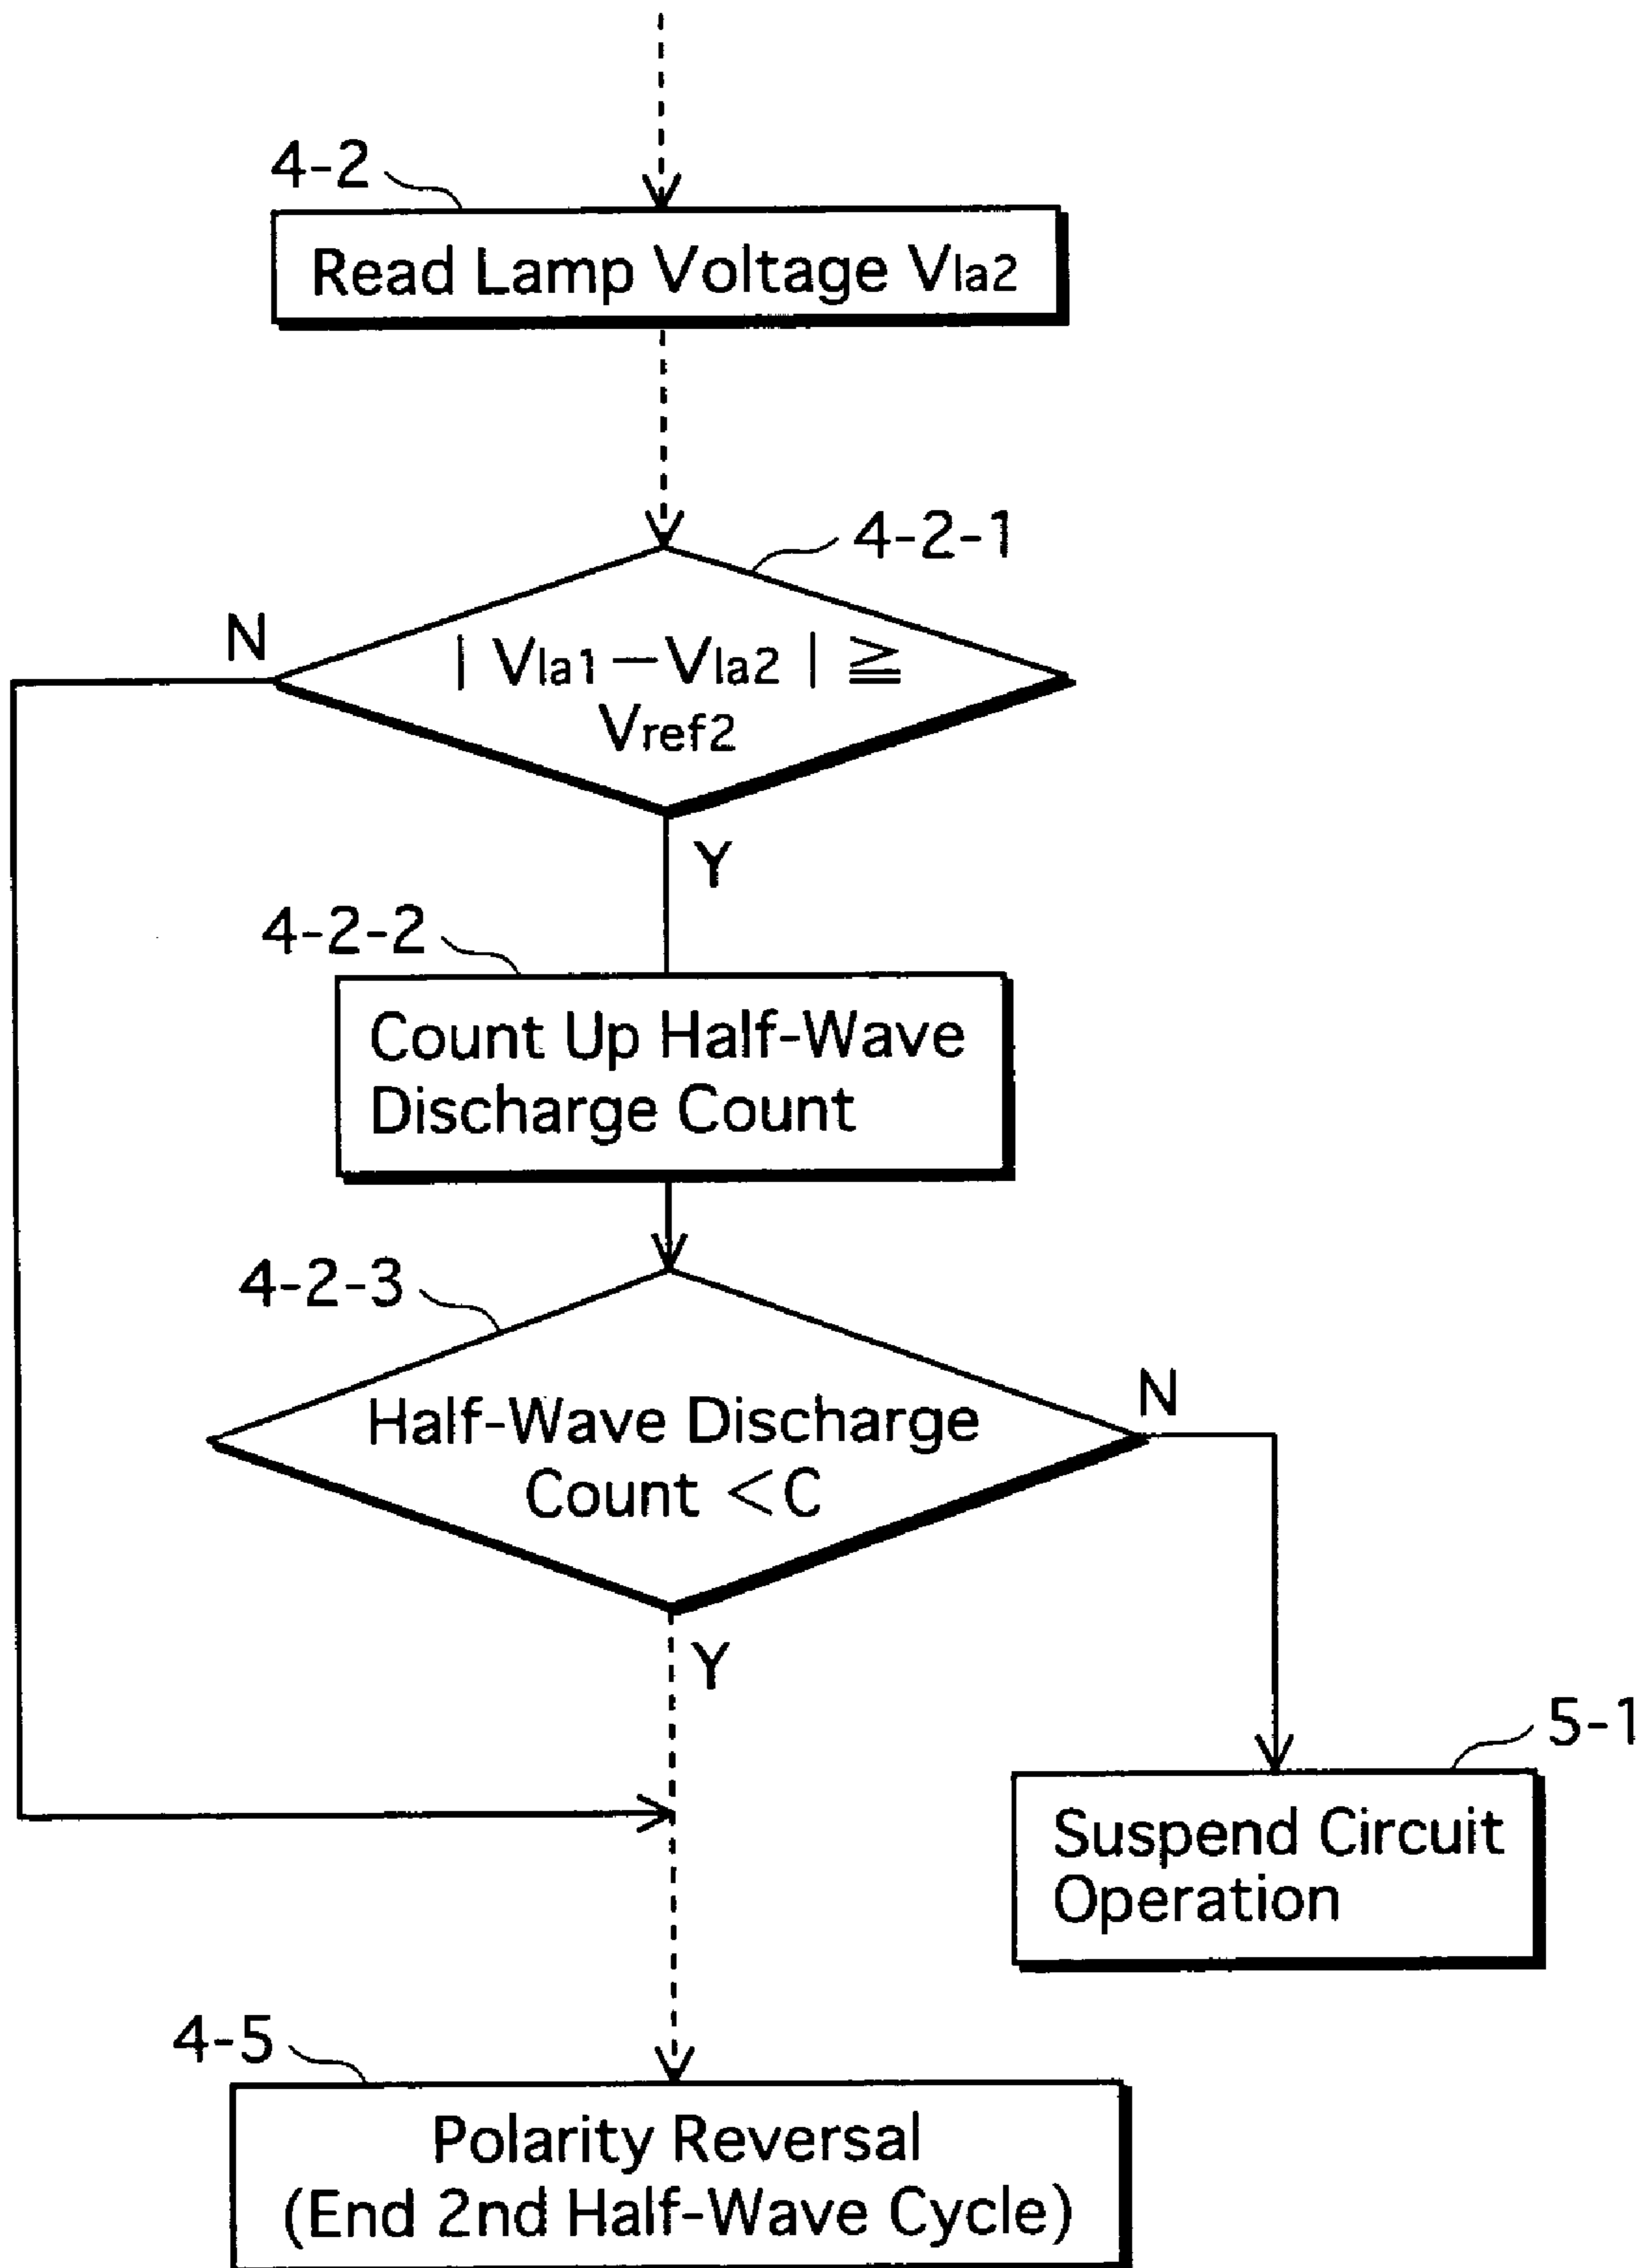 4-2
Read Lamp Voltage Vla2
4-2-1
N
| Vla1−Vla2 | ≧
Vref2
Y
4-2-2
Count Up Half-Wave
Discharge Count
4-2-3
N
Half-Wave Discharge
Count <C
Y
5-1
Suspend Circuit
Operation
4-5
Polarity Reversal
(End 2nd Half-Wave Cycle)